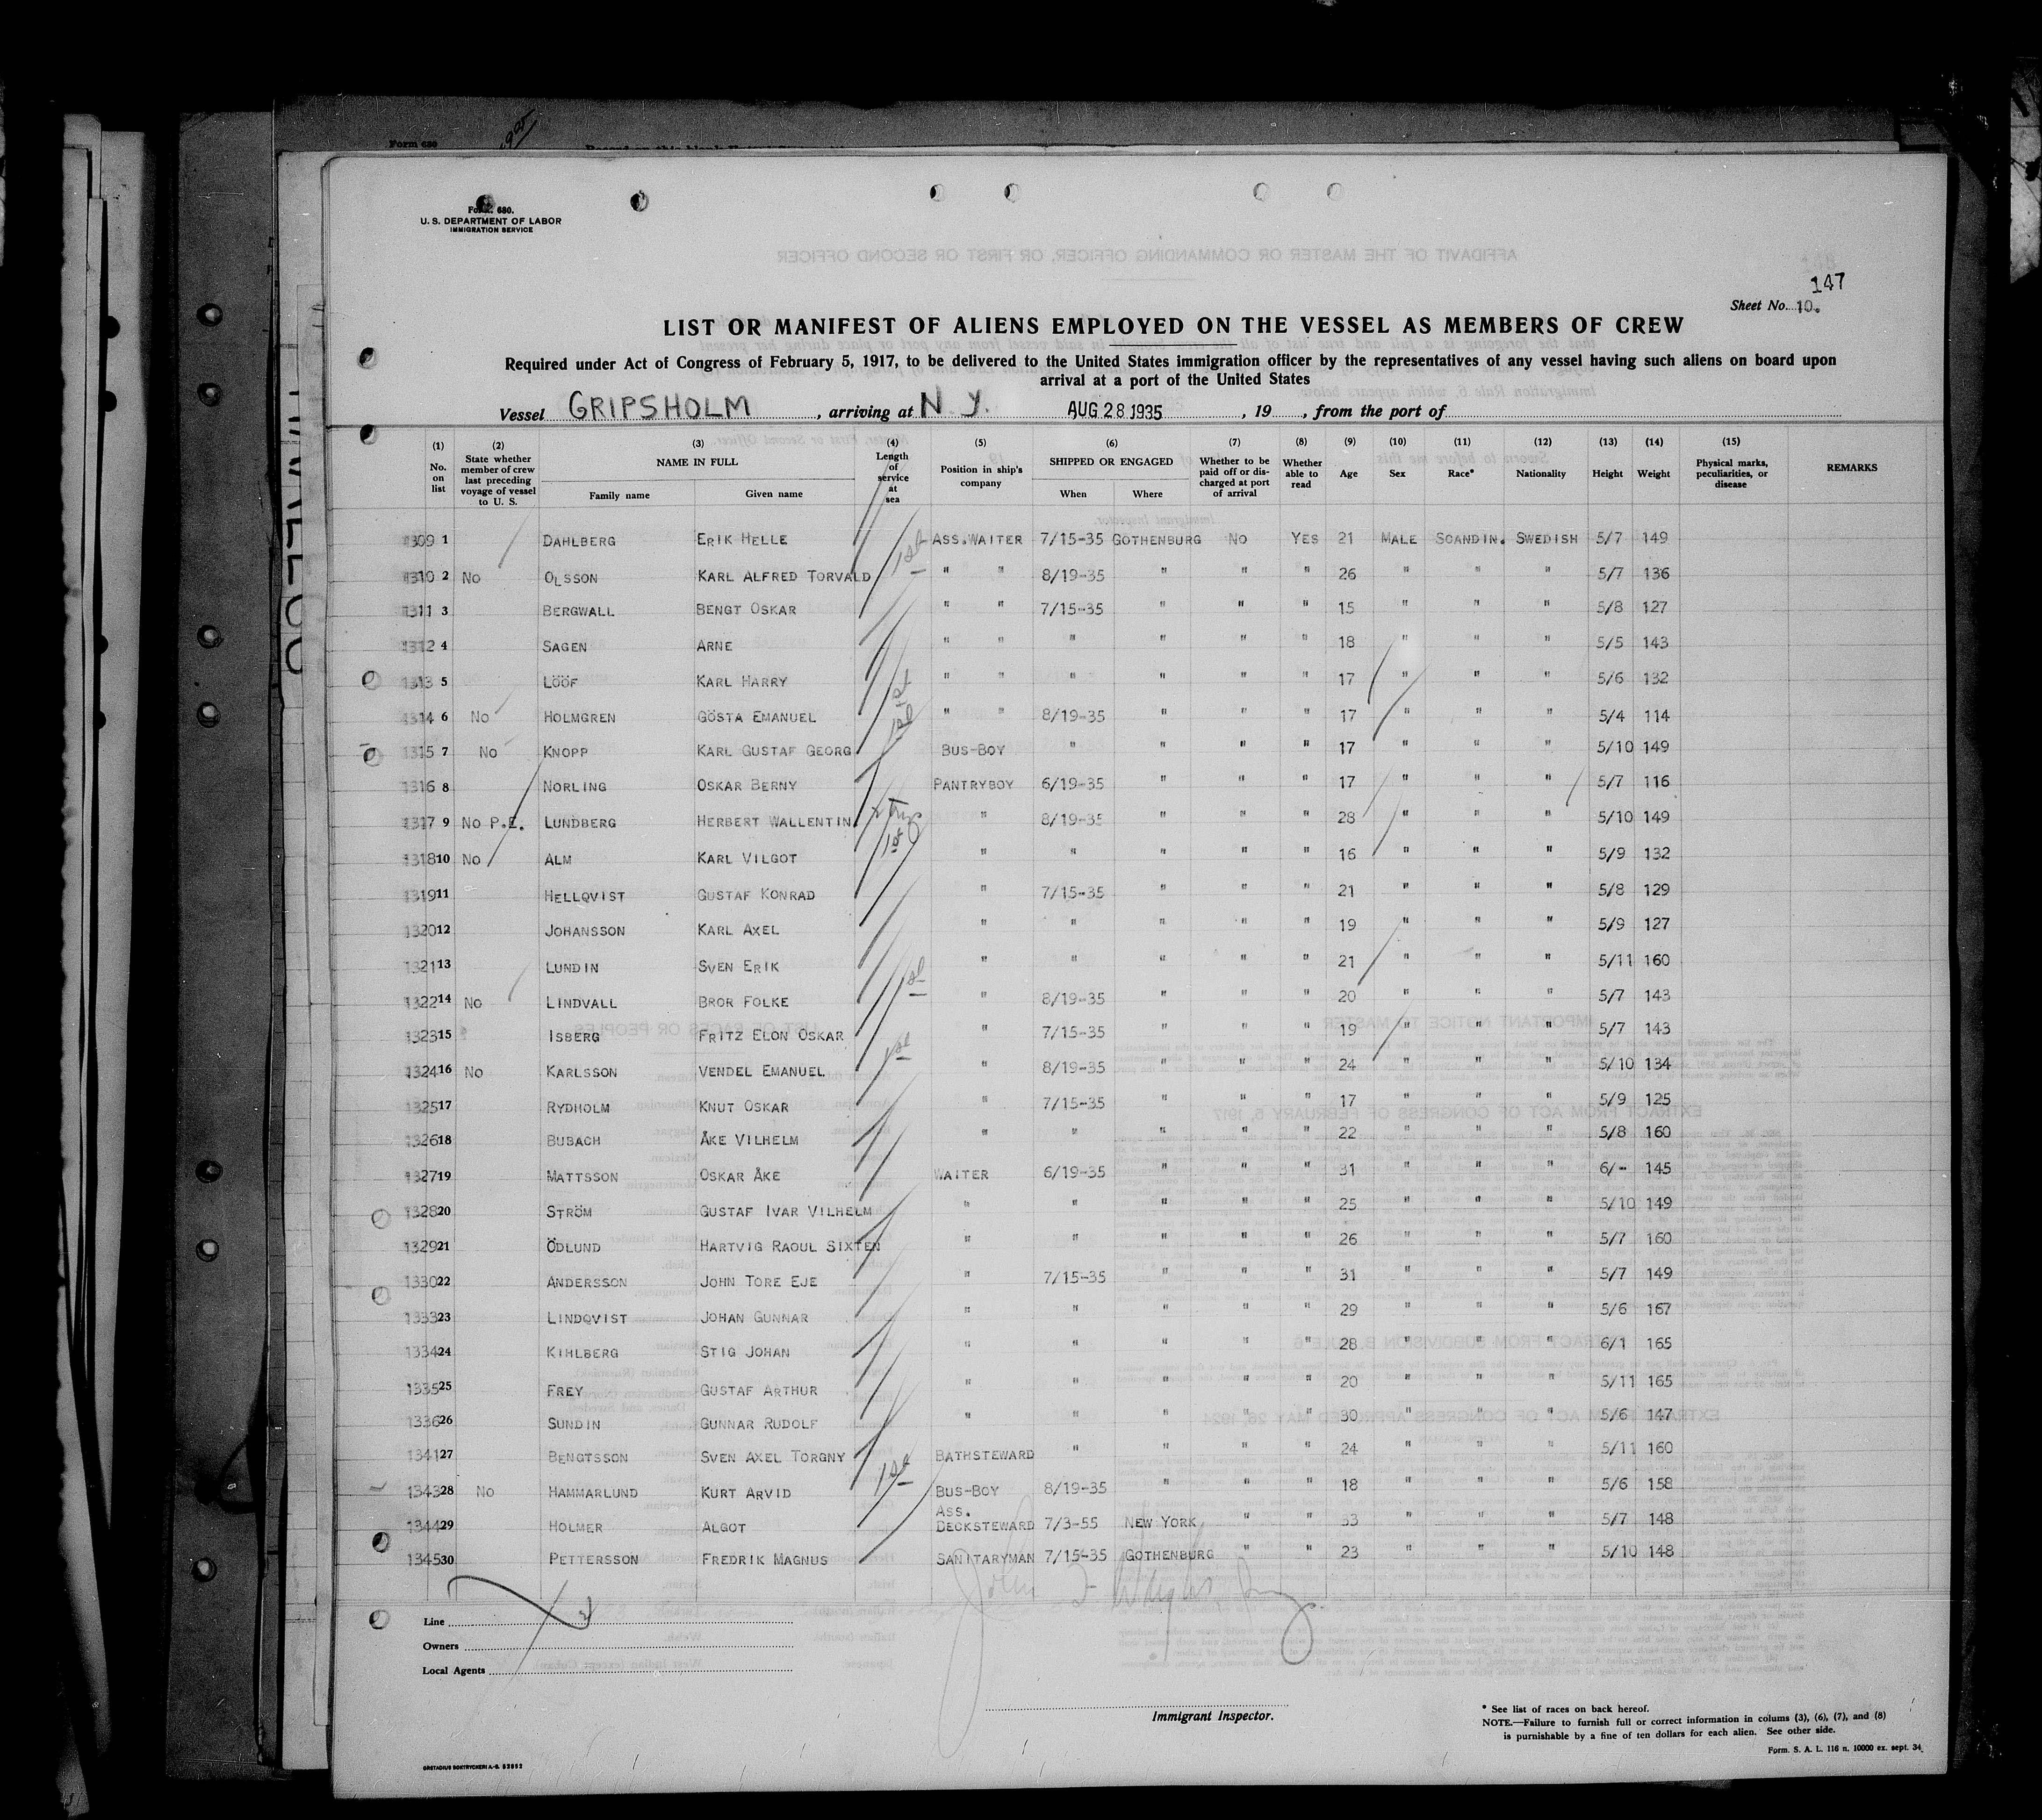 Form 680
Form 680.
U. S. DEPARTMENT OF LABOR
IMMIGRATION SERVICE
147
Sheet No. 10.
LIST OR MANIFEST OF ALIENS EMPLOYED ON THE VESSEL AS MEMBERS OF CREW
Required under Act of Congress of February 5, 1917, to be delivered to the United States immigration officer by the representatives of any vessel having such aliens on board upon
arrival at a port of the United States
Vessel GRIPSHOLM, arriving at N. Y. AUG 28 1935, 19 , from the port of
(1) No. on list (2) State whether member of crew last preceding voyage of vessel to U. S. (3) NAME IN FULL Family name Given name (4) Length of service at sea (5) Position in ship's company (6) SHIPPED OR ENGAGED When Where (7) Whether to be paid off or discharged at port of arrival (8) Whether able to read (9) Age (10) Sex (11) Race* (12) Nationality (13) Height (14) Weight (15) Physical marks, peculiarities, or disease REMARKS
1309 1 DAHLBERG ERIK HELLE ASS.WAITER 7/15-35 GOTHENBURG NO YES 21 MALE SCANDIN. SWEDISH 5/7 149
1310 2 NO OLSSON KARL ALFRED TORVALD 1st " " 8/19-35 " " " 26 " " " 5/7 136
1311 3 BERGWALL BENGT OSKAR " " 7/15-35 " " " 15 " " " 5/8 127
1312 4 SAGEN ARNE " " " " " " 18 " " " 5/5 143
1313 5 LÖÖF KARL HARRY " " " " " " 17 " " " 5/6 132
1314 6 NO HOLMGREN GÖSTA EMANUEL 1st " " 8/19-35 " " " 17 " " " 5/4 114
1315 7 NO KNOPP KARL GUSTAF GEORG 1st BUS-BOY " " " " 17 " " " 5/10 149
1316 8 NORLING OSKAR BERNY PANTRYBOY 6/19-35 " " " 17 " " " 5/7 116
1317 9 NO P.E. LUNDBERG HERBERT WALLENTIN " 8/19-35 " " " 28 " " " 5/10 149
1318 10 NO ALM KARL VILGOT 1st " " " " " 16 " " " 5/9 132
1319 11 HELLQVIST GUSTAF KONRAD " 7/15-35 " " " 21 " " " 5/8 129
1320 12 JOHANSSON KARL AXEL " " " " " 19 " " " 5/9 127
1321 13 LUNDIN SVEN ERIK " " " " " 21 " " " 5/11 160
1322 14 NO LINDVALL BROR FOLKE 1st " 8/19-35 " " " 20 " " " 5/7 143
1323 15 ISBERG FRITZ ELON OSKAR " 7/15-35 " " " 19 " " " 5/7 143
1324 16 NO KARLSSON VENDEL EMANUEL 1st " 8/19-35 " " " 24 " " " 5/10 134
1325 17 RYDHOLM KNUT OSKAR " 7/15-35 " " " 17 " " " 5/9 125
1326 18 BUBACH ÅKE VILHELM " " " " " 22 " " " 5/8 160
1327 19 MATTSSON OSKAR ÅKE WAITER 6/19-35 " " " 31 " " " 6/- 145
1328 20 STRÖM GUSTAF IVAR VILHELM " " " " " 25 " " " 5/10 149
1329 21 ÖDLUND HARTVIG RAOUL SIXTEN " " " " " 26 " " " 5/7 160
1330 22 ANDERSSON JOHN TORE EJE " 7/15-35 " " " 31 " " " 5/7 149
1333 23 LINDQVIST JOHAN GUNNAR " " " " " 29 " " " 5/6 167
1334 24 KIHLBERG STIG JOHAN " " " " " 28 " " " 6/1 165
1335 25 FREY GUSTAF ARTHUR " " " " " 20 " " " 5/11 165
1336 26 SUNDIN GUNNAR RUDOLF " " " " " 30 " " " 5/6 147
1341 27 BENGTSSON SVEN AXEL TORGNY BATHSTEWARD " " " " 24 " " " 5/11 160
1343 28 NO HAMMARLUND KURT ARVID 1st BUS-BOY 8/19-35 " " " 18 " " " 5/6 158
1344 29 HOLMER ALGOT ASS. DECKSTEWARD 7/3-55 NEW YORK " " 33 " " " 5/7 148
1345 30 PETTERSSON FREDRIK MAGNUS SANITARYMAN 7/15-35 GOTHENBURG " " 23 " " " 5/10 148
Line
Owners
Local Agents
Immigrant Inspector.
* See list of races on back hereof.
NOTE.—Failure to furnish full or correct information in colums (3), (6), (7), and (8)
is punishable by a fine of ten dollars for each alien. See other side.
Form. S. A. L. 116 n. 10000 ex. sept. 34